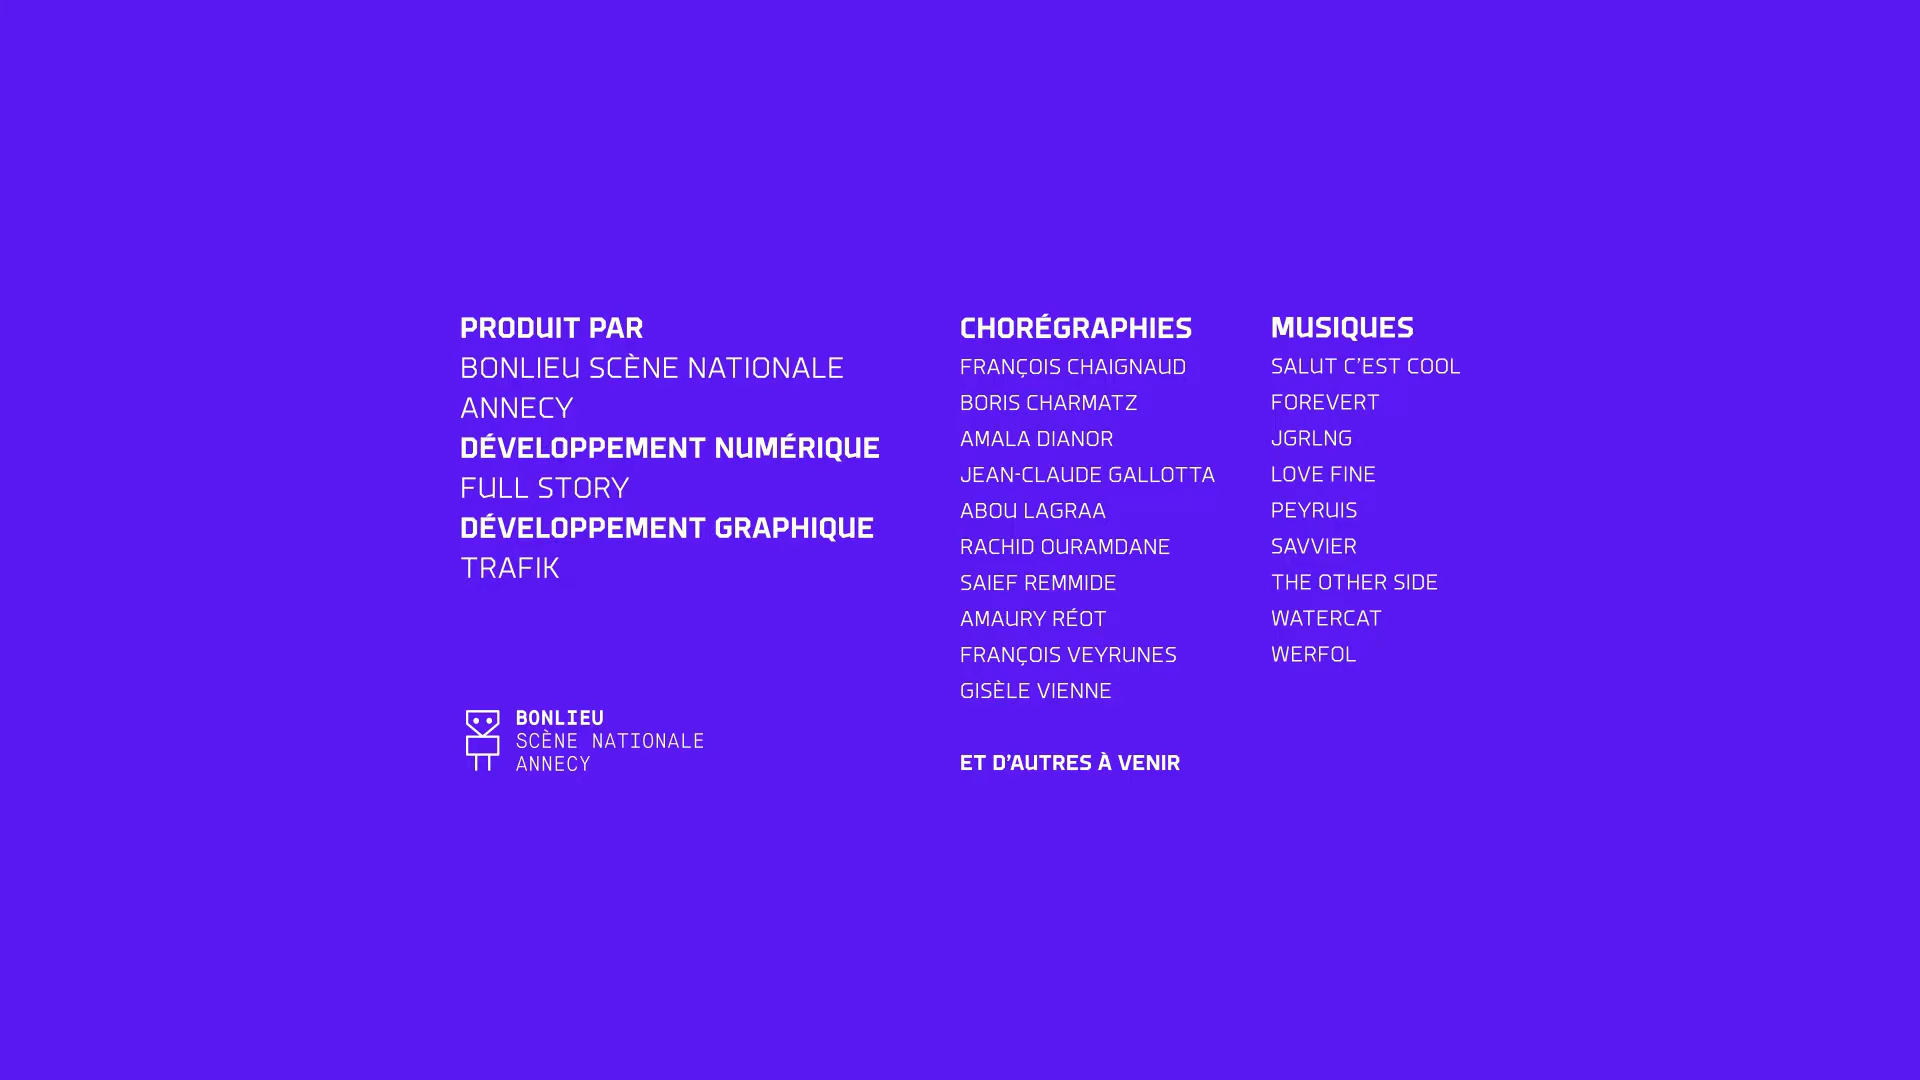 PRODUIT PAR
BONLIEU SCÈNE NATIONALE
ANNECY
DÉVELOPPEMENT NUMÉRIQUE
FULL STORY
DÉVELOPPEMENT GRAPHIQUE
TRAFIK
BONLIEU
SCÈNE NATIONALE
ANNECY
CHORÉGRAPHIES
FRANÇOIS CHAIGNAUD
BORIS CHARMATZ
AMALA DIANOR
JEAN-CLAUDE GALLOTTA
ABOU LAGRAA
RACHID OURAMDANE
SAIEF REMMIDE
AMAURY RÉOT
FRANÇOIS VEYRUNES
GISÈLE VIENNE
ET D’AUTRES À VENIR
MUSIQUES
SALUT C’EST COOL
FOREVERT
JGRLNG
LOVE FINE
PEYRUIS
SAVVIER
THE OTHER SIDE
WATERCAT
WERFOL